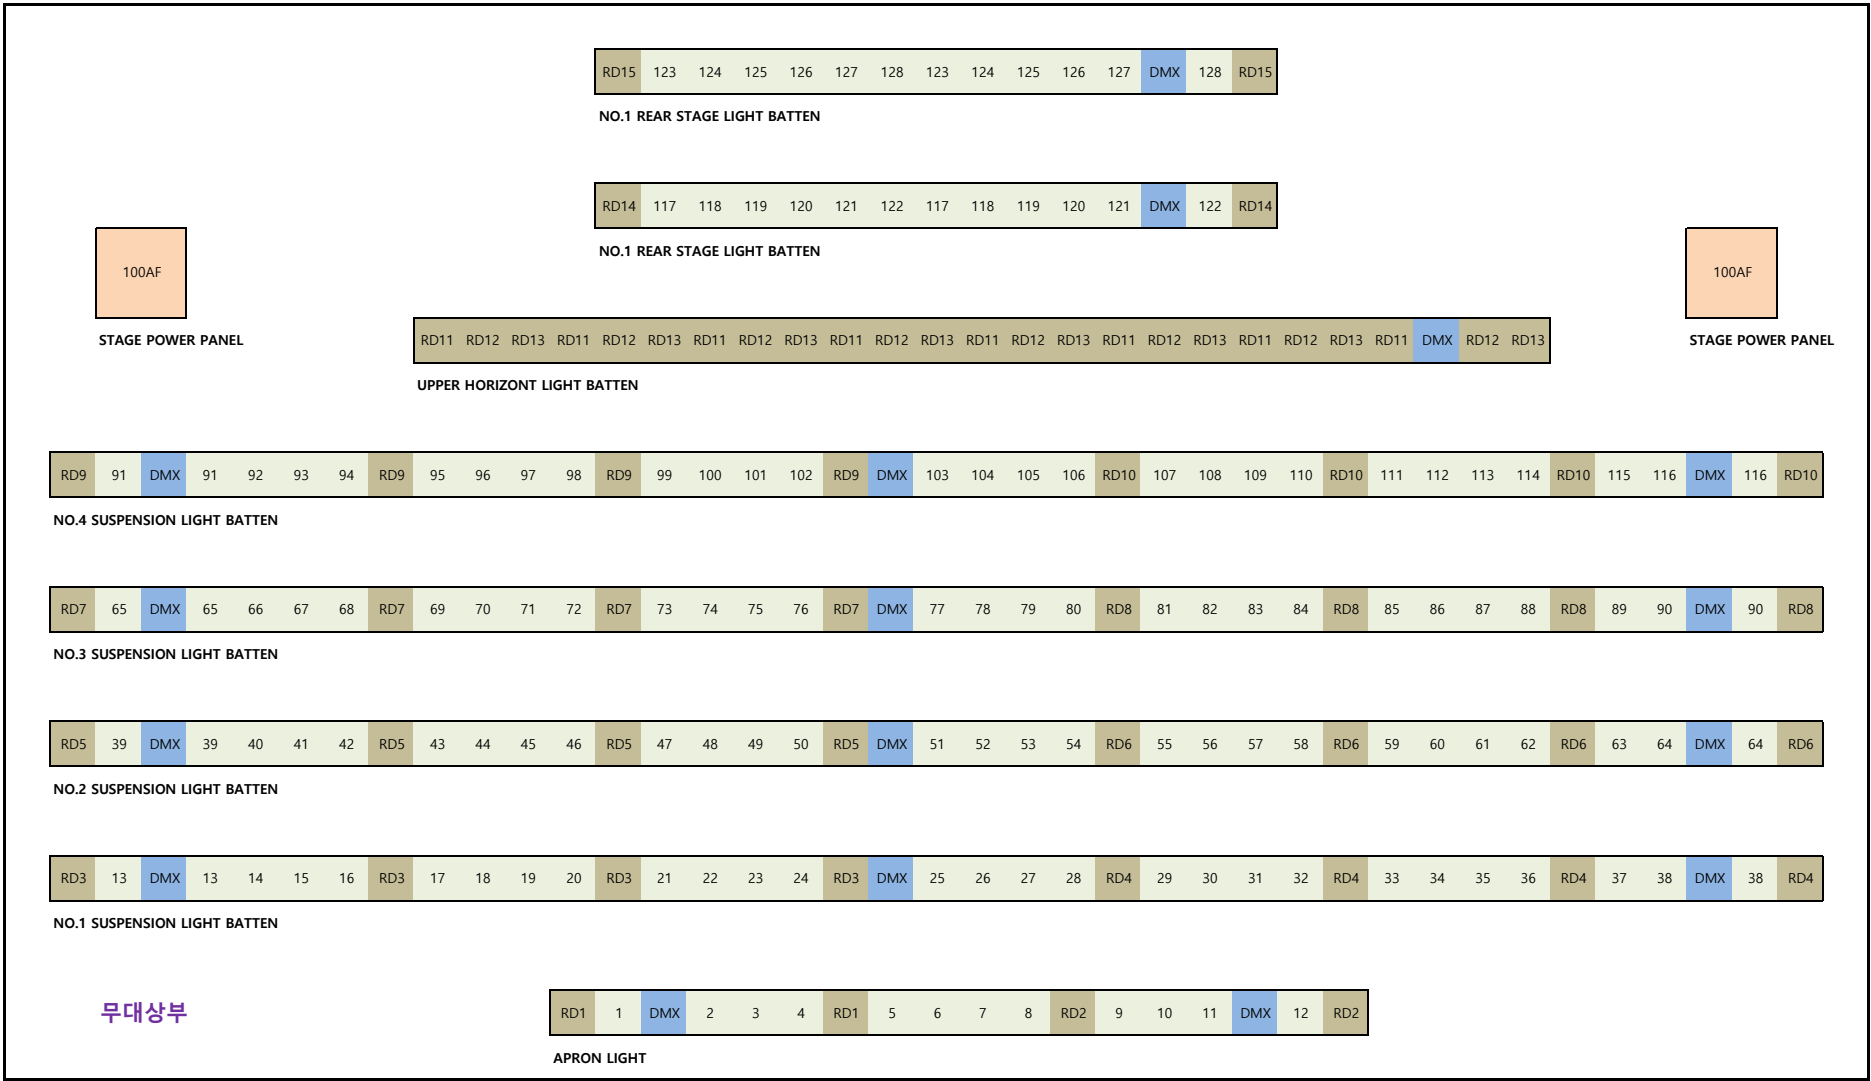 RD15 123 124 125 126 127 128 123 124 125 126 127 DMX 128 RD15
NO.1 REAR STAGE LIGHT BATTEN
RD14 117 118 119 120 121 122 117 118 119 120 121 DMX 122 RD14
NO.1 REAR STAGE LIGHT BATTEN
100AF 100AF
STAGE POWER PANEL RD11 RD12 RD13 RD11 RD12 RD13 RD11 RD12 RD13 RD11 RD12 RD13 RD11 RD12 RD13 RD11 RD12 RD13 RD11 RD12 RD13 RD11 DMX RD12 RD13 STAGE POWER PANEL
UPPER HORIZONT LIGHT BATTEN
RD9 91 DMX 91 92 93 94 RD9 95 96 97 98 RD9 99 100 101 102 RD9 DMX 103 104 105 106 RD10 107 108 109 110 RD10 111 112 113 114 RD10 115 116 DMX 116 RD10
NO.4 SUSPENSION LIGHT BATTEN
RD7 65 DMX 65 66 67 68 RD7 69 70 71 72 RD7 73 74 75 76 RD7 DMX 77 78 79 80 RD8 81 82 83 84 RD8 85 86 87 88 RD8 89 90 DMX 90 RD8
NO.3 SUSPENSION LIGHT BATTEN
RD5 39 DMX 39 40 41 42 RD5 43 44 45 46 RD5 47 48 49 50 RD5 DMX 51 52 53 54 RD6 55 56 57 58 RD6 59 60 61 62 RD6 63 64 DMX 64 RD6
NO.2 SUSPENSION LIGHT BATTEN
RD3 13 DMX 13 14 15 16 RD3 17 18 19 20 RD3 21 22 23 24 RD3 DMX 25 26 27 28 RD4 29 30 31 32 RD4 33 34 35 36 RD4 37 38 DMX 38 RD4
NO.1 SUSPENSION LIGHT BATTEN
무대상부 RD1 1 DMX 2 3 4 RD1 5 6 7 8 RD2 9 10 11 DMX 12 RD2
APRON LIGHT